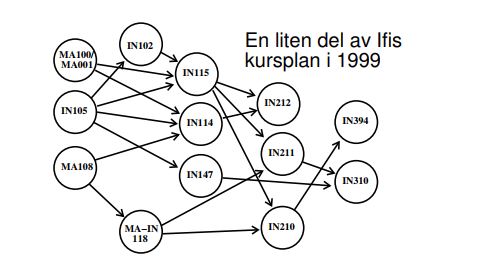 En liten del av Ifis
kursplan i 1999
MA100/
MA001
IN102
IN115
IN105
IN114
IN212
IN394
MA108
IN147
IN211
IN310
MA-IN
118
IN210